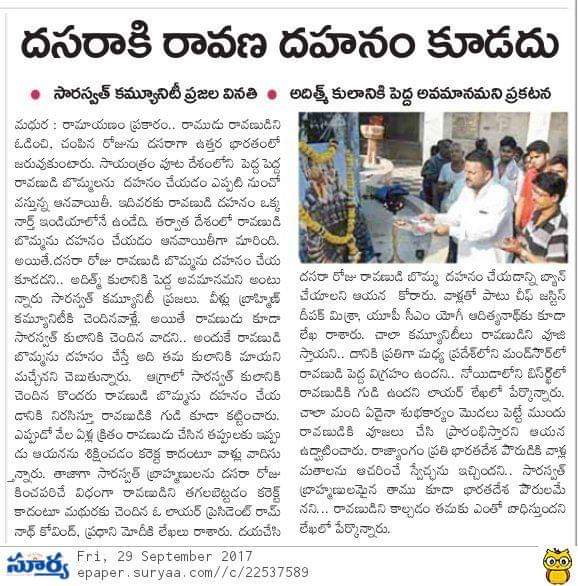 దసరాకి రావణ దహనం కూడదు
● సారస్వత్ కమ్యూనిటీ ప్రజల వినతి ● అదిత్మ్ కులానికి పెద్ద అవమానమని ప్రకటన
మధుర : రామాయణం ప్రకారం.. రాముడు రావణుడిని
ఓడించి, చంపిన రోజును దసరాగా ఉత్తర భారతంలో
జరువుకుంటారు. సాయంత్రం పూట దేశంలోని పెద్దపెద్ద
రావణుడి బొమ్మలను దహనం చేయడం ఎప్పటి నుంచో
వస్తున్న ఆనవాయితీ. ఇదివరకు రావణుడి దహనం ఒక్క
నార్త్ ఇండియాలోనే ఉండేది. తర్వాత దేశంలో రావణుడి
బొమ్మను దహనం చేయడం ఆనవాయితీగా మారింది.
అయితే.దసరా రోజు రావణుడి బొమ్మను దహనం చేయ
కూడదని.. అదిత్మ్ కులానికి పెద్ద అవమానమని అంటు
న్నారు సారస్వత్ కమ్యూనిటీ ప్రజలు. వీళ్లు బ్రాహ్మిణ్
కమ్యూనిటీకి చెందినవాళ్లే. అయితే రావణుడు కూడా
సారస్వత్ కులానికి చెందిన వాడని.. అందుకే రావణుడి
బొమ్మను దహనం చేస్తే అది తమ కులానికి మాయని
మచ్చేనని చెబుతున్నారు. ఆగ్రాలో సారస్వత్ కులానికి
చెందిన కొందరు రావణుడి బొమ్మను దహనం చేయ
డానికి నిరసిస్తూ రావణుడికి గుడి కూడా కట్టించారు.
ఎప్పుడో వేల ఏళ్ల క్రితం రావణుడు చేసిన తప్పులకు ఇప్పు
డు ఆయనను శిక్షించడం కరెక్ట్ కాదంటూ వాళ్లు వాదిసు
్తన్నారు. తాజాగా సారస్వత్ బ్రాహ్మణులను దసరా రోజు
కించపరిచే విధంగా రావణుడిని తగలబెట్టడం కరెక్ట్
కాదంటూ మథురకు చెందిన ఓ లాయర్ ప్రెసిడెంట్ రామ్
నాథ్ కోవింద్, ప్రధాని మోదీకి లేఖలు రాశారు. దయచేసి
దసరా రోజు రావణుడి బొమ్మ దహనం చేయడాన్ని బ్యాన్
చేయాలని ఆయన కోరారు. వాళ్లతో పాటు చీఫ్ జస్టిస్
దీపక్ మిశ్రా, యూపీ సీఎం యోగీ ఆదిత్యనాథ్‌కు కూడా
లేఖ రాశారు. చాలా కమ్యూనిటీలు రావణుడిని పూజి
స్తాయని.. దానికి ప్రతిగా మధ్య ప్రదేశ్‌లోని మండ్‌సౌర్‌లో
రావణుడి పెద్ద విగ్రహం ఉందని.. నోయిడాలోని బిస్‌ర్ఖ్‌లో
రావణుడికి గుడి ఉందని లాయర్ లేఖలో పేర్కొన్నారు.
చాలా మంది ఏదైనా శుభకార్యం మొదలు పెట్టే ముందు
రావణుడికి పూజలు చేసి ప్రారంభిస్తారని ఆయన
ఉద్ఘాటించారు. రాజ్యాంగం ప్రతి భారతదేశ పౌరుడికి వాళ్ల
మతాలను ఆచరించే స్వేచ్ఛను ఇచ్చిందని.. సారస్వత్
బ్రాహ్మణులమైన తాము కూడా భారతదేశ పౌరులమే
నని... రావణుడిని కాల్చడం తమకు ఎంతో బాధిస్తుందని
లేఖలో పేర్కొన్నారు.
సూర్య
Fri, 29 September 2017
epaper.suryaa.com//c/22537589